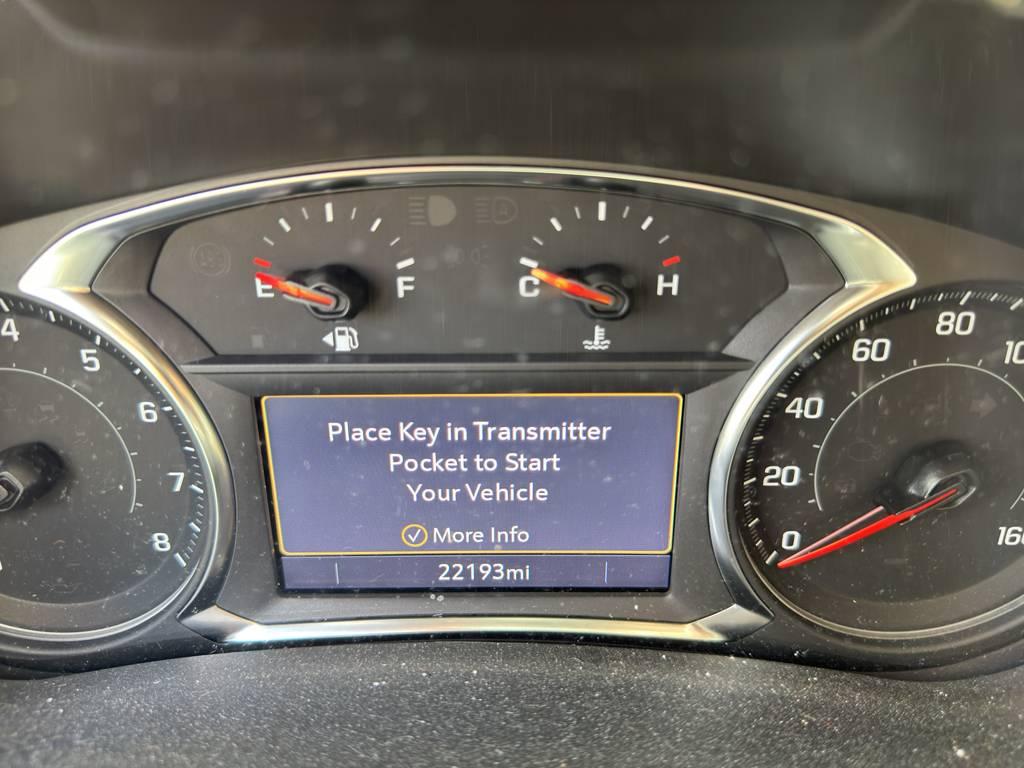 E F
C H
4
5
6
7
8
0
20
40
60
80
160
Place Key in Transmitter
Pocket to Start
Your Vehicle
More Info
22193mi